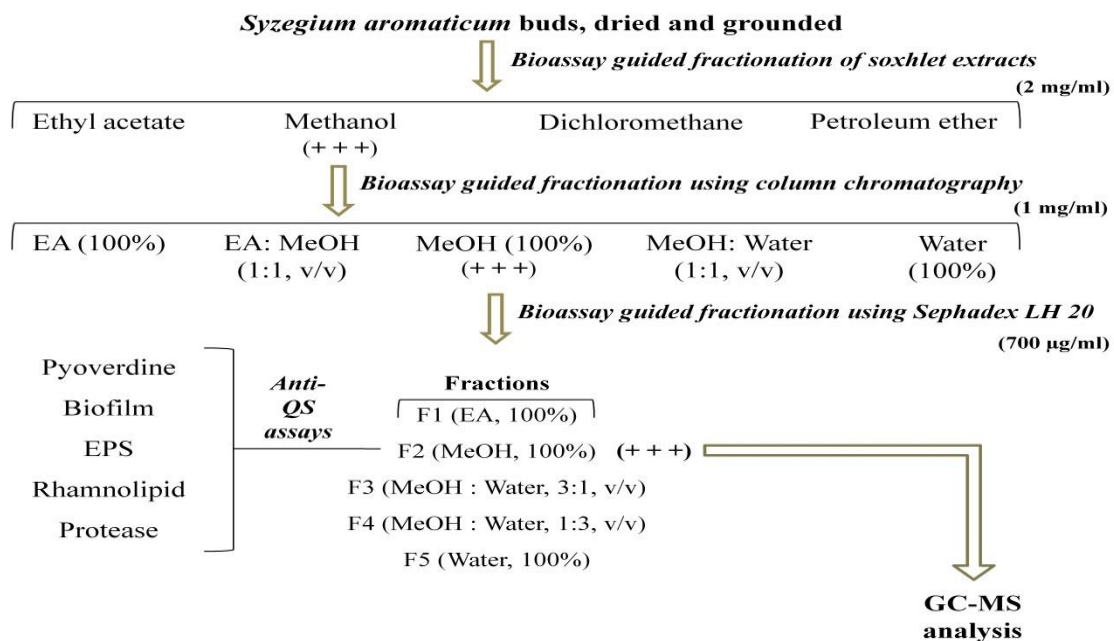 Syzegium aromaticum buds, dried and grounded
Bioassay guided fractionation of soxhlet extracts
(2 mg/ml)
Ethyl acetate Methanol Dichloromethane Petroleum ether
(+ + +)
Bioassay guided fractionation using column chromatography
(1 mg/ml)
EA (100%) EA: MeOH MeOH (100%) MeOH: Water Water
(1:1, v/v) (+ + +) (1:1, v/v) (100%)
Bioassay guided fractionation using Sephadex LH 20
(700 µg/ml)
Pyoverdine
Biofilm
EPS
Rhamnolipid
Protease
Anti-
QS
assays
Fractions
F1 (EA, 100%)
F2 (MeOH, 100%) (+ + +)
F3 (MeOH : Water, 3:1, v/v)
F4 (MeOH : Water, 1:3, v/v)
F5 (Water, 100%)
GC-MS
analysis